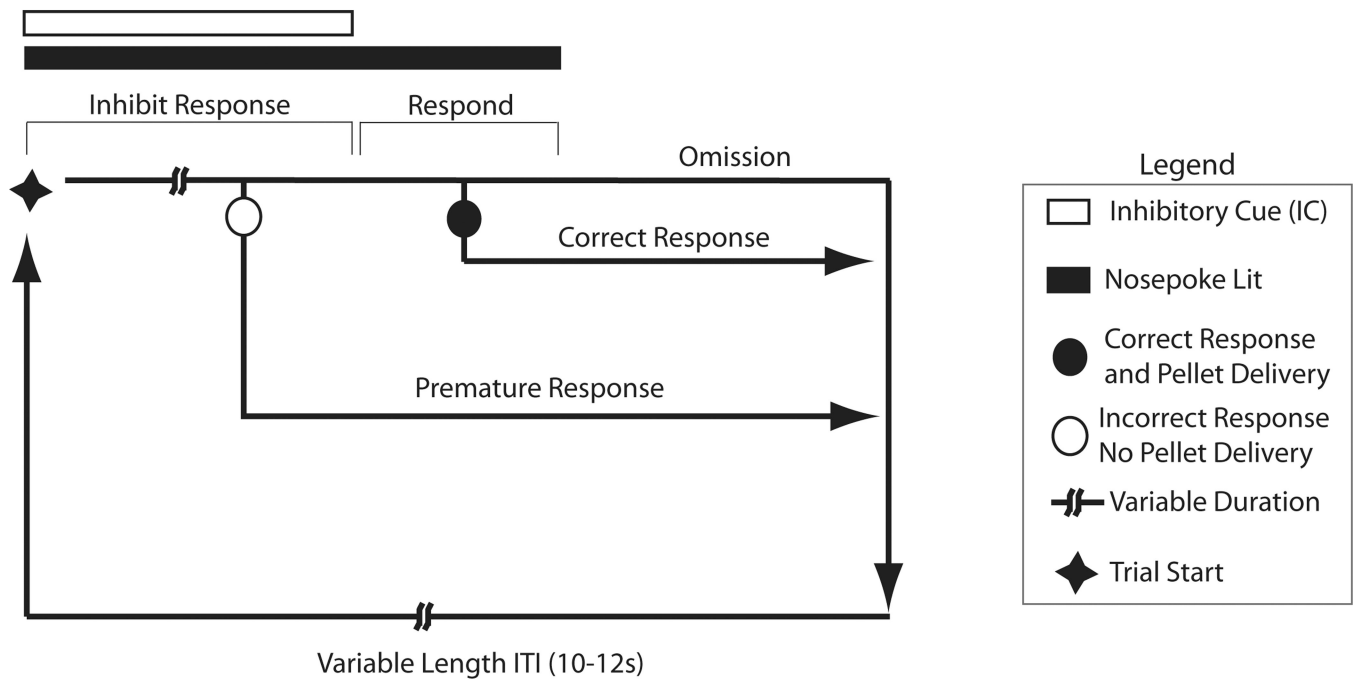 Inhibit Response
Respond
Omission
Correct Response
Premature Response
Variable Length ITI (10-12s)
Legend
Inhibitory Cue (IC)
Nosepoke Lit
Correct Response
and Pellet Delivery
Incorrect Response
No Pellet Delivery
Variable Duration
Trial Start